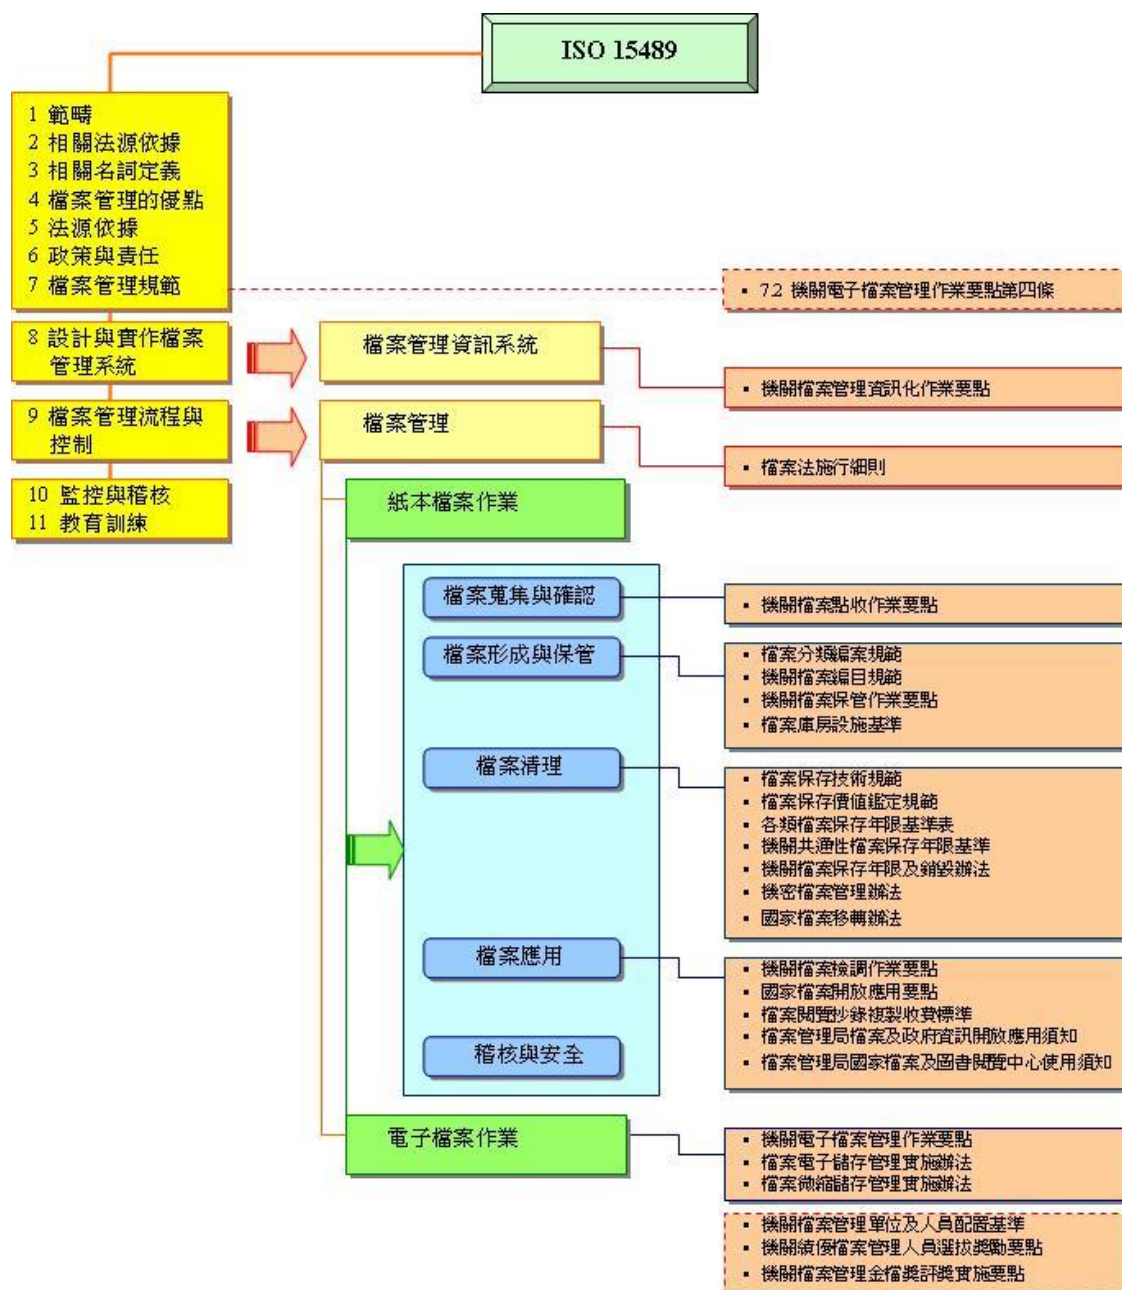 ISO 15489
1 範疇
2 相關法源依據
3 相關名詞定義
4 檔案管理的優點
5 法源依據
6 政策與責任
7 檔案管理規範
▪ 7.2 機關電子檔案管理作業要點第四條
8 設計與實作檔案
管理系統
檔案管理資訊系統
▪ 機關檔案管理資訊化作業要點
9 檔案管理流程與
控制
檔案管理
▪ 檔案法施行細則
10 監控與稽核
11 教育訓練
紙本檔案作業
檔案蒐集與確認
▪ 機關檔案點收作業要點
檔案形成與保管
▪ 檔案分類編案規範
▪ 機關檔案編目規範
▪ 機關檔案保管作業要點
▪ 檔案庫房設施基準
檔案清理
▪ 檔案保存技術規範
▪ 檔案保存價值鑑定規範
▪ 各類檔案保存年限基準表
▪ 機關共通性檔案保存年限基準
▪ 機關檔案保存年限及銷毀辦法
▪ 機密檔案管理辦法
▪ 國家檔案移轉辦法
檔案應用
▪ 機關檔案檢調作業要點
▪ 國家檔案開放應用要點
▪ 檔案閱覽抄錄複製收費標準
▪ 檔案管理局檔案及政府資訊開放應用須知
▪ 檔案管理局國家檔案及圖書閱覽中心使用須知
稽核與安全
電子檔案作業
▪ 機關電子檔案管理作業要點
▪ 檔案電子儲存管理實施辦法
▪ 檔案微縮儲存管理實施辦法
▪ 機關檔案管理單位及人員配置基準
▪ 機關績優檔案管理人員選拔獎勵要點
▪ 機關檔案管理金檔獎評獎實施要點